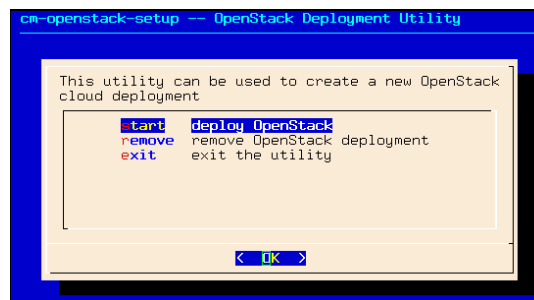 cm-openstack-setup -- OpenStack Deployment Utility
This utility can be used to create a new OpenStack
cloud deployment
start deploy OpenStack
remove remove OpenStack deployment
exit exit the utility
< OK >